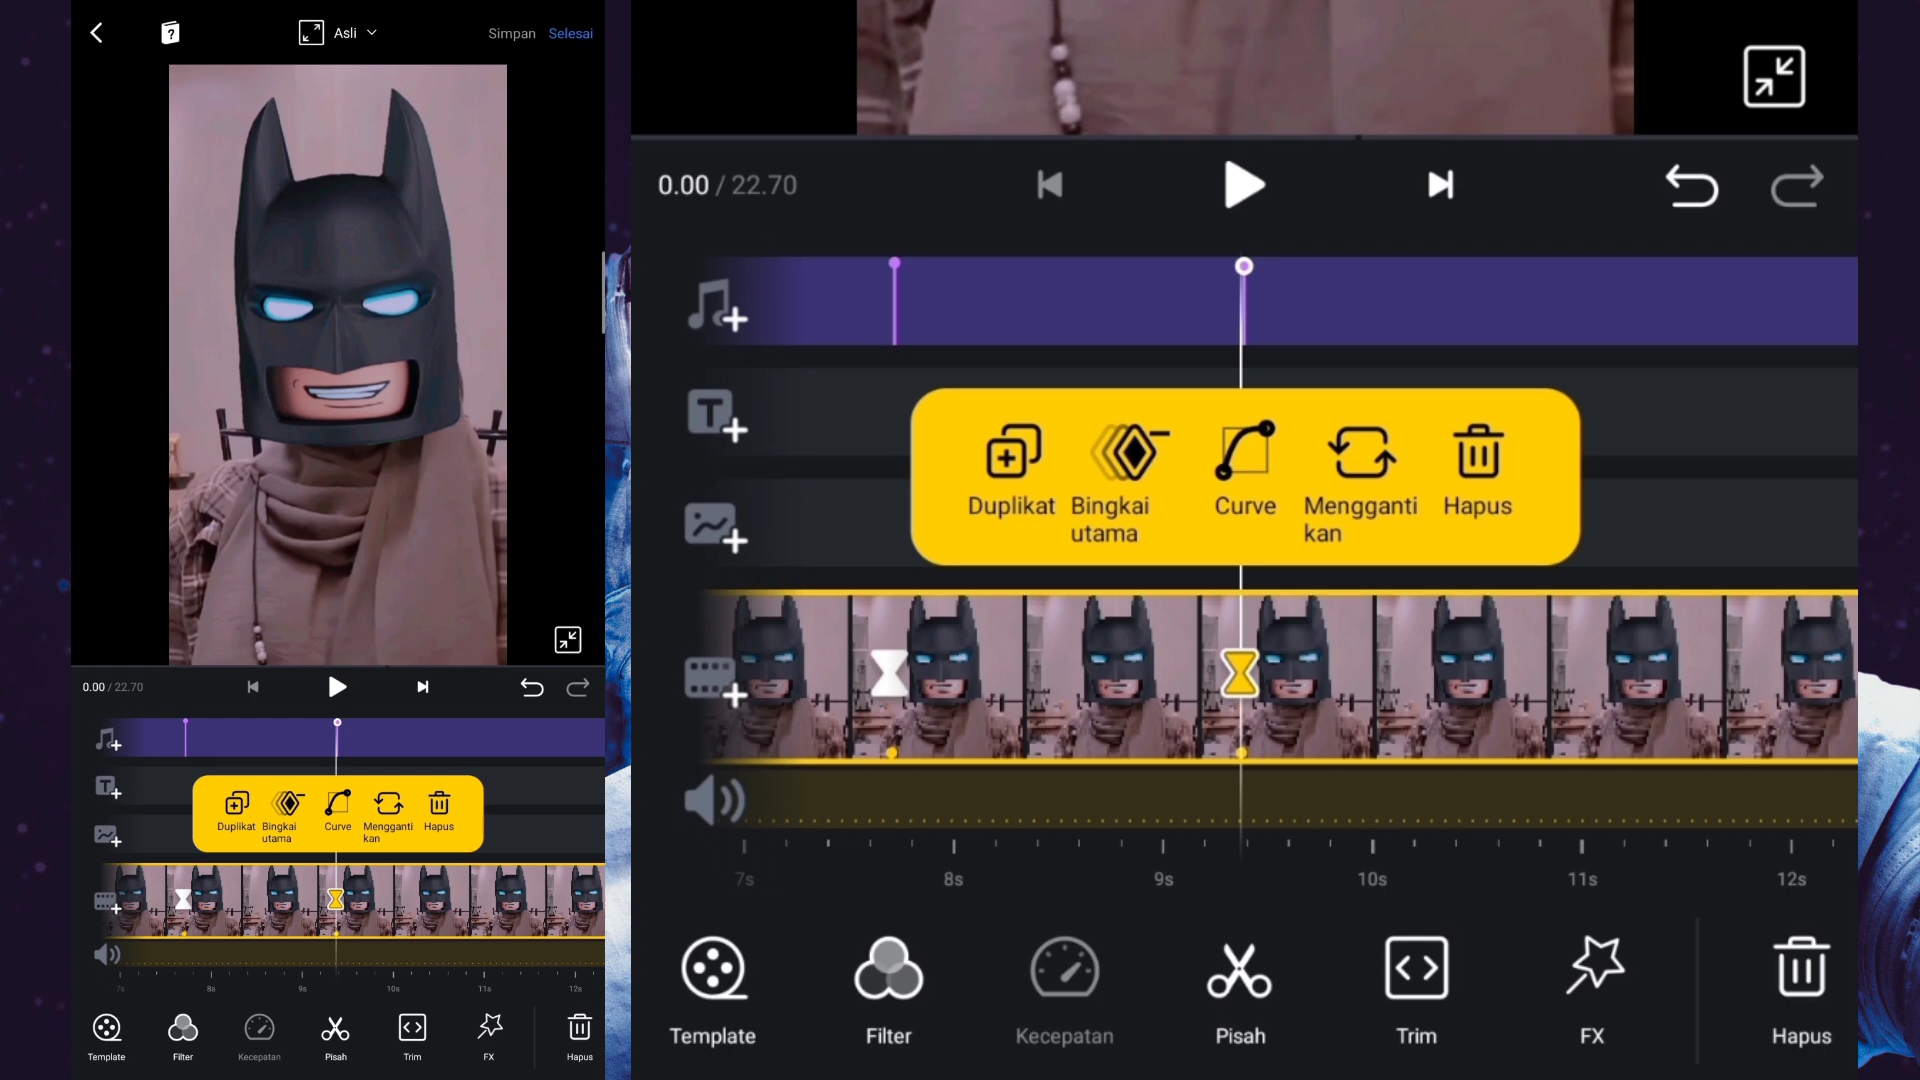 Asli
Simpan Selesai
0.00 / 22.70
Duplikat Bingkai utama Curve Mengganti kan Hapus
7s 8s 9s 10s 11s 12s
Template Filter Kecepatan Pisah Trim FX Hapus
0.00 / 22.70
T
Duplikat Bingkai Curve Mengganti Hapus
utama kan
7s 8s 9s 10s 11s 12s
Template Filter Kecepatan Pisah Trim FX Hapus